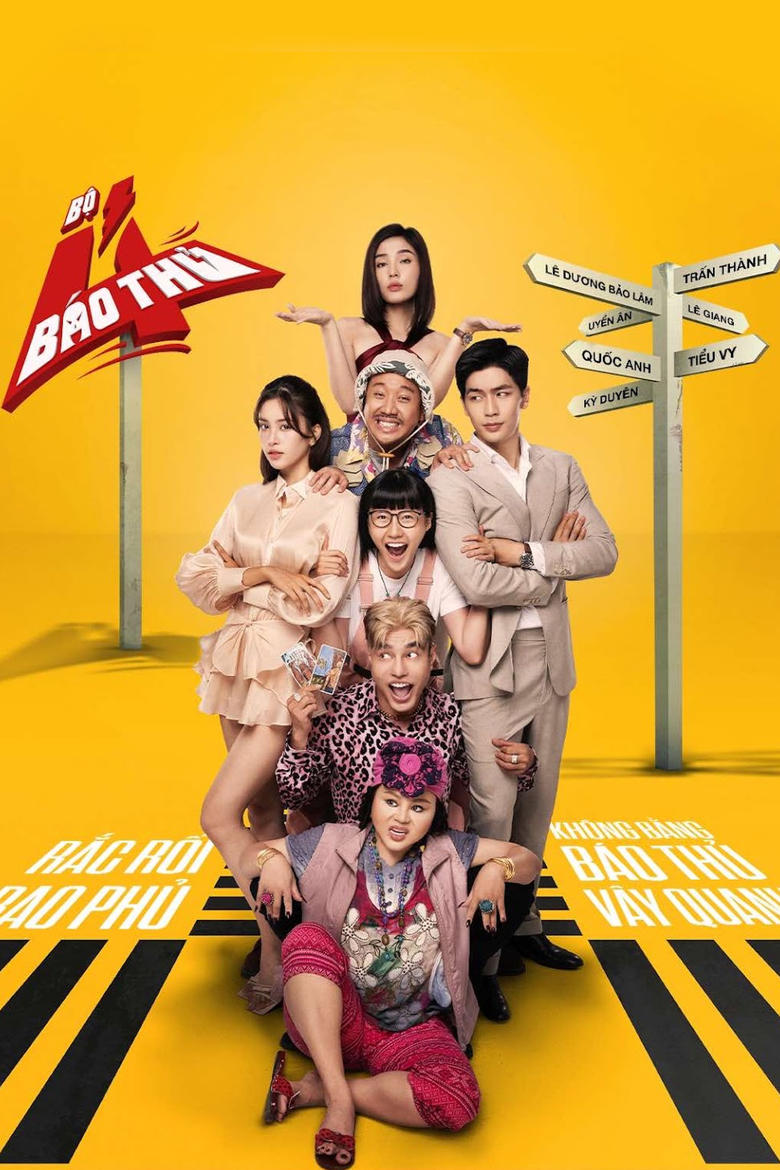 BỘ
4
BÁO THỦ
LÊ DƯƠNG BẢO LÂM
TRẤN THÀNH
UYỂN ÂN
LÊ GIANG
QUỐC ANH
TIỂU VY
KỲ DUYÊN
RẮC RỐI
BAO PHỦ
KHÔNG BẰNG
BÁO THỦ
VÂY QUANH